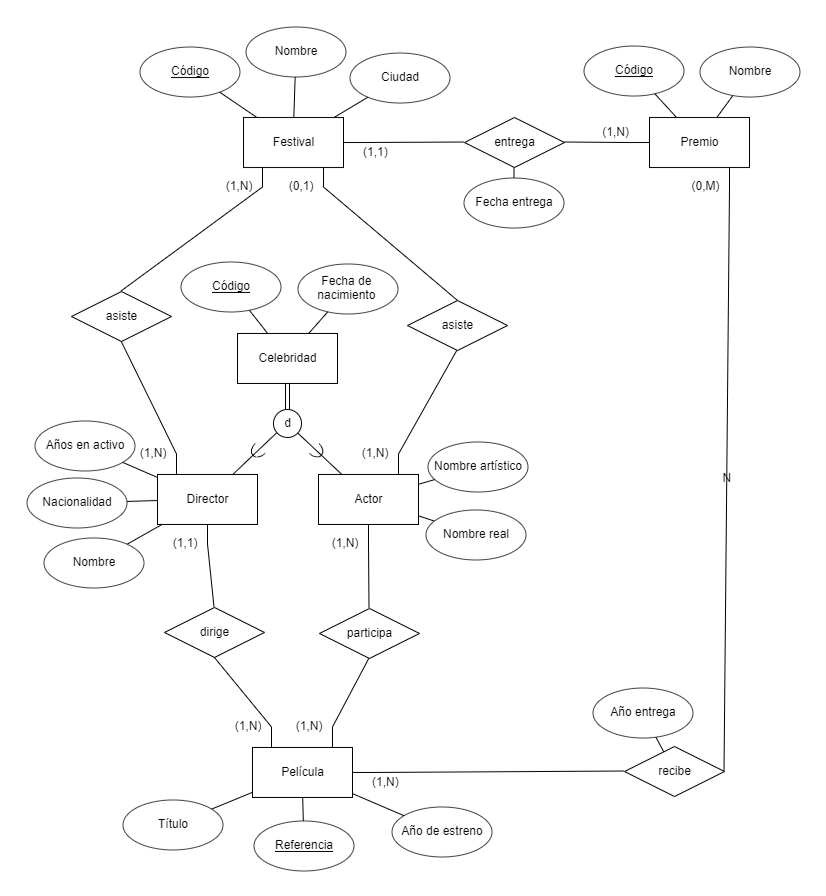 Nombre
Código
Ciudad
Código
Nombre
Festival
entrega
Premio
(1,1)
(1,N)
(1,N)
(0,1)
(0,M)
Fecha entrega
Código
Fecha de
nacimiento
asiste
asiste
Celebridad
d
Años en activo
(1,N)
(1,N)
Nombre artístico
Nacionalidad
Director
Actor
N
Nombre real
(1,1)
(1,N)
Nombre
dirige
participa
Año entrega
(1,N)
(1,N)
Película
recibe
(1,N)
Título
Referencia
Año de estreno